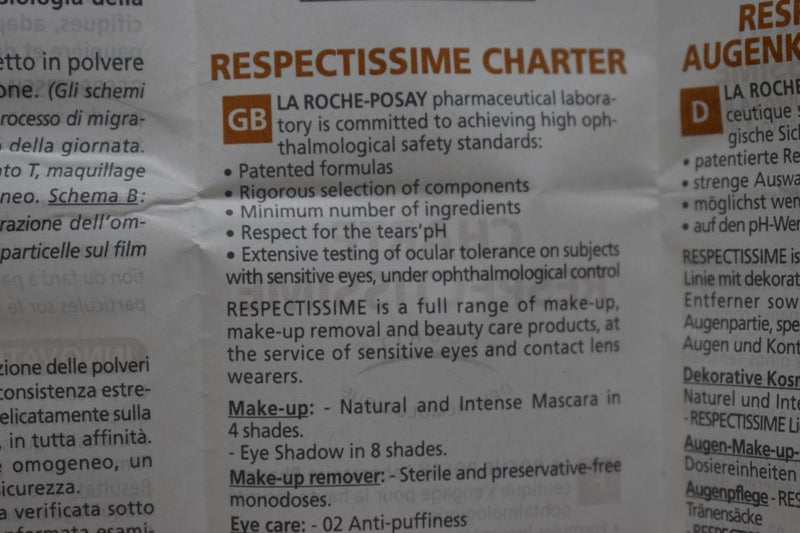 etto in polvere
one. (Gli schemi
rocesso di migra-
della giornata.
to T, maquillage
neo. Schema B:
razione dell'om-
particelle sul film
zione delle polveri
consistenza estre-
elicatamente sulla
, in tutta affinità.
omogeneo, un
icurezza.
a verificata sotto
RESPECTISSIME CHARTER
GB LA ROCHE-POSAY pharmaceutical labora-
tory is committed to achieving high oph-
thalmological safety standards:
• Patented formulas
• Rigorous selection of components
• Minimum number of ingredients
• Respect for the tears'pH
• Extensive testing of ocular tolerance on subjects
with sensitive eyes, under ophthalmological control
RESPECTISSIME is a full range of make-up,
make-up removal and beauty care products, at
the service of sensitive eyes and contact lens
wearers.
Make-up: - Natural and Intense Mascara in
4 shades.
- Eye Shadow in 8 shades.
Make-up remover: - Sterile and preservative-free
monodoses.
Eye care: - 02 Anti-puffiness
RESP
AUGENK
D LA ROCHE
ceutique s
gische Sich
• patentierte Re
• strenge Auswa
• möglichst wen
• auf den pH-Wer
RESPECTISSIME is
Linie mit dekorat
Entferner sow
Augenpartie, spe
Augen und Kont
Dekorative Kosr
Naturel und Inte
- RESPECTISSIME Li
Augen-Make-up-
Dosiereinheiten
Augenpflege - RES
Tränensäcke